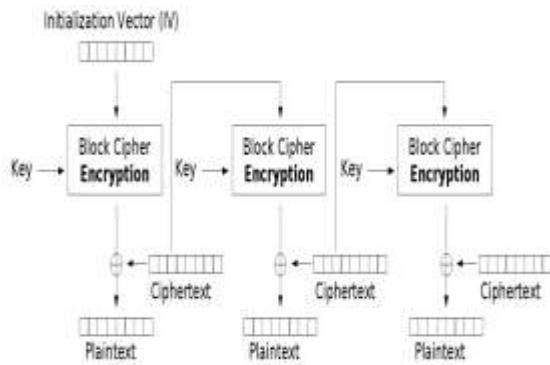 Initialization Vector (IV)
Block Cipher
Encryption
Key
Block Cipher
Encryption
Key
Block Cipher
Encryption
Key
Ciphertext
Ciphertext
Ciphertext
Plaintext
Plaintext
Plaintext